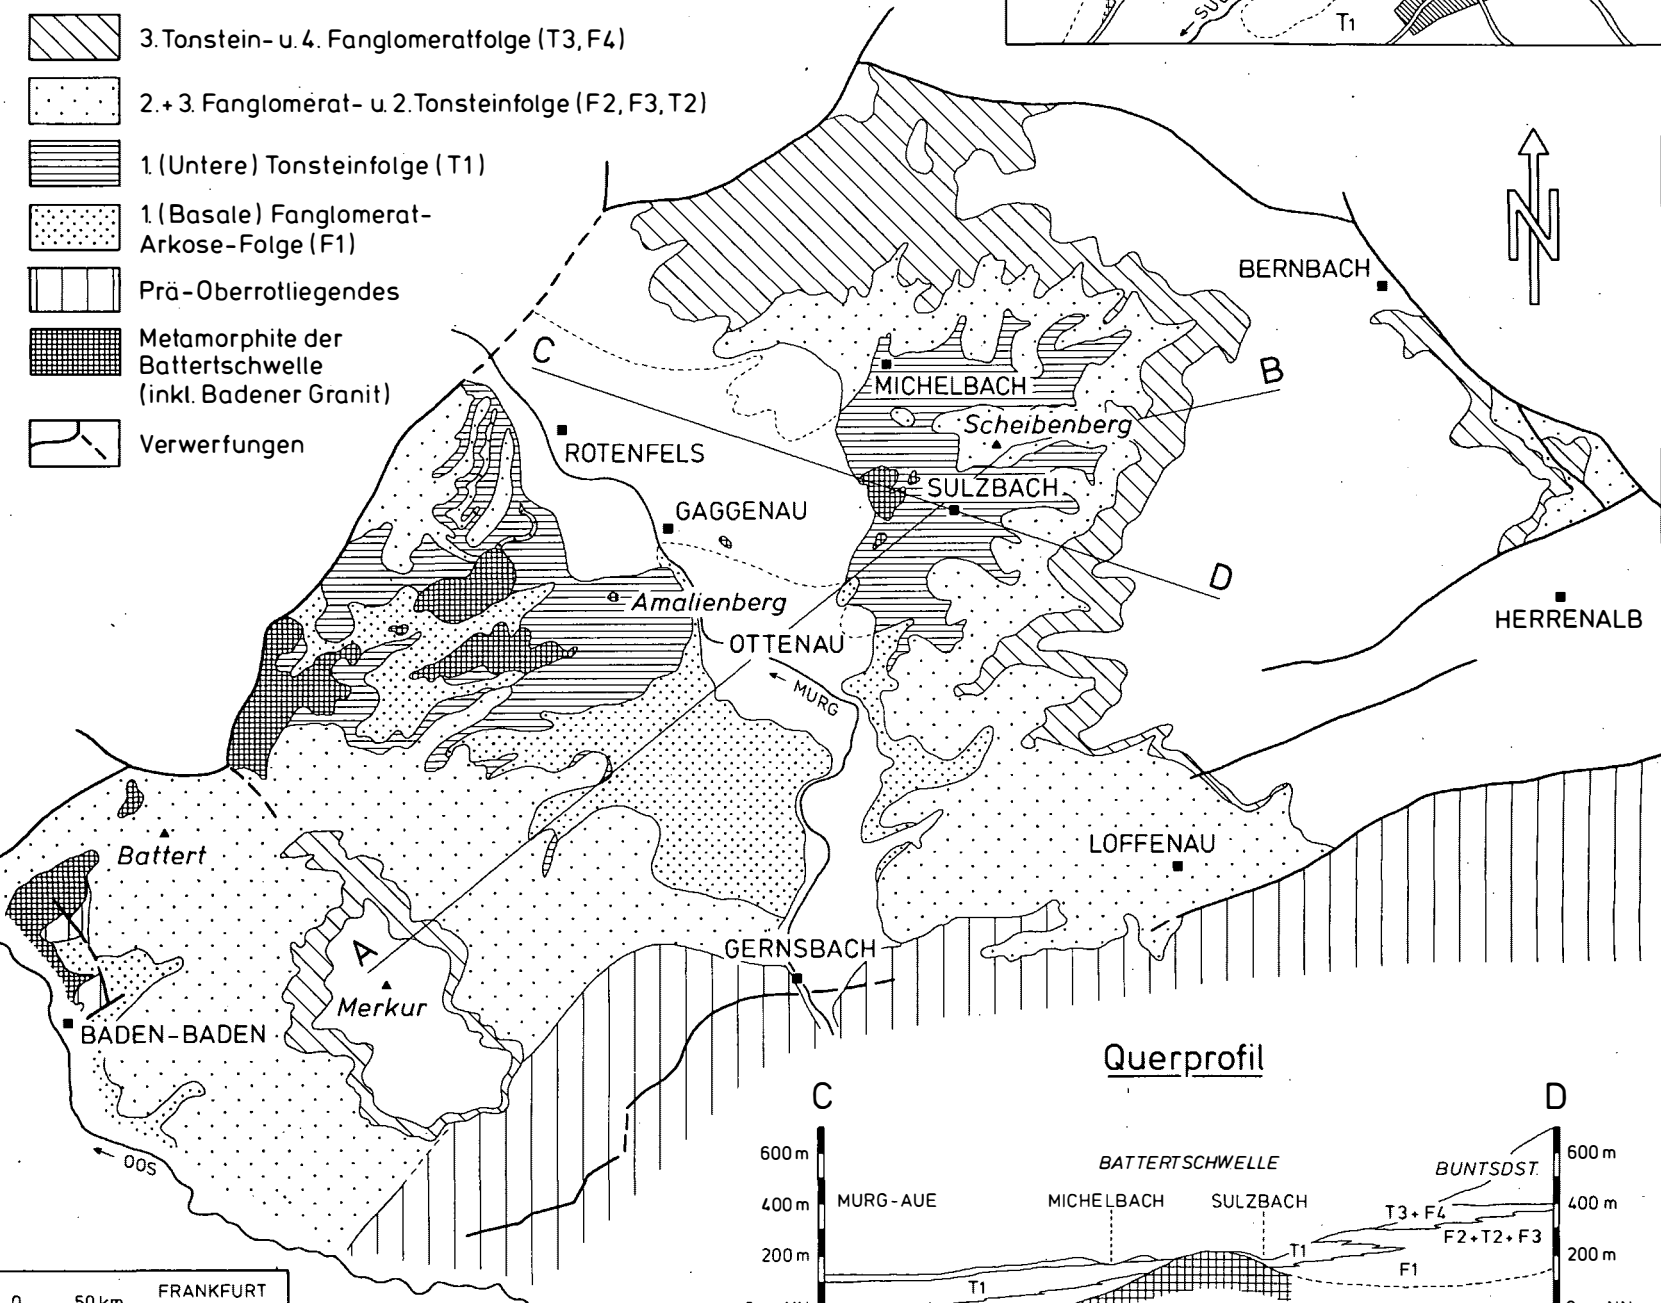 3. Tonstein- u. 4. Fanglomeratfolge (T3, F4)
2. + 3. Fanglomerat- u. 2. Tonsteinfolge (F2, F3, T2)
1. (Untere) Tonsteinfolge (T1)
1. (Basale) Fanglomerat-
Arkose-Folge (F1)
Prä-Oberrotliegendes
Metamorphite der
Battertschwelle
(inkl. Badener Granit)
Verwerfungen
T1
N
BERNBACH
C
B
MICHELBACH
Scheibenberg
ROTENFELS
SULZBACH
GAGGENAU
D
Amalienberg
HERRENALB
OTTENAU
MURG
LOFFENAU
Battert
A
GERNSBACH
Merkur
BADEN-BADEN
OOS
Querprofil
C
D
600 m
BATTERTSCHWELLE
BUNTSDST.
600 m
400 m
MURG-AUE
MICHELBACH
SULZBACH
T3 + F4
400 m
F2 + T2 + F3
200 m
T1
200 m
F1
T1
FRANKFURT
0
50 km